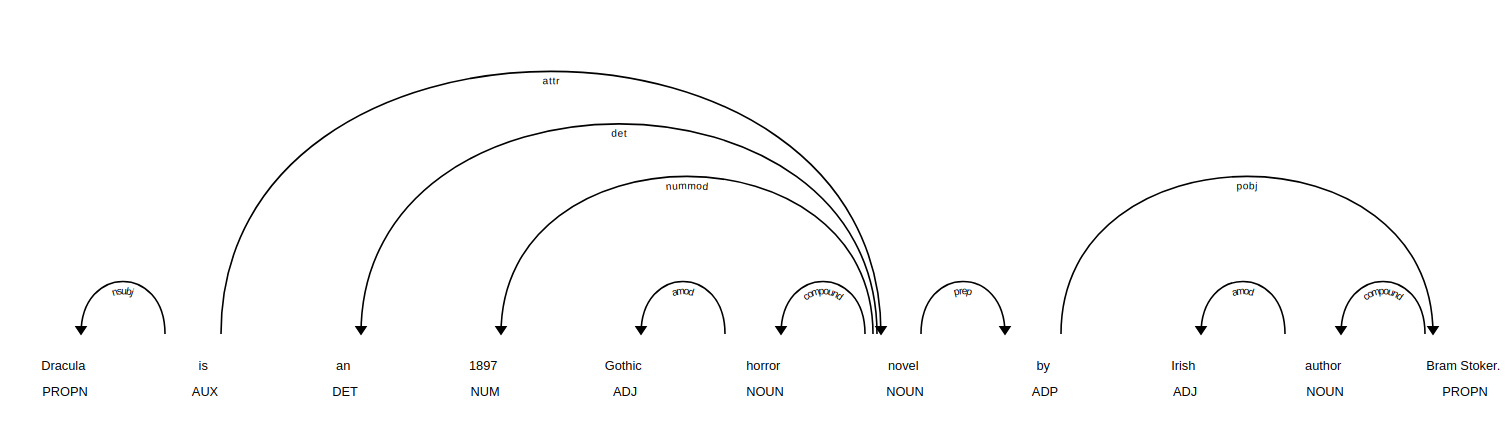 attr
det
nummod
pobj
nsubj
amod
compound
prep
amod
compound
Dracula is an 1897 Gothic horror novel by Irish author Bram Stoker.
PROPN AUX DET NUM ADJ NOUN NOUN ADP ADJ NOUN PROPN